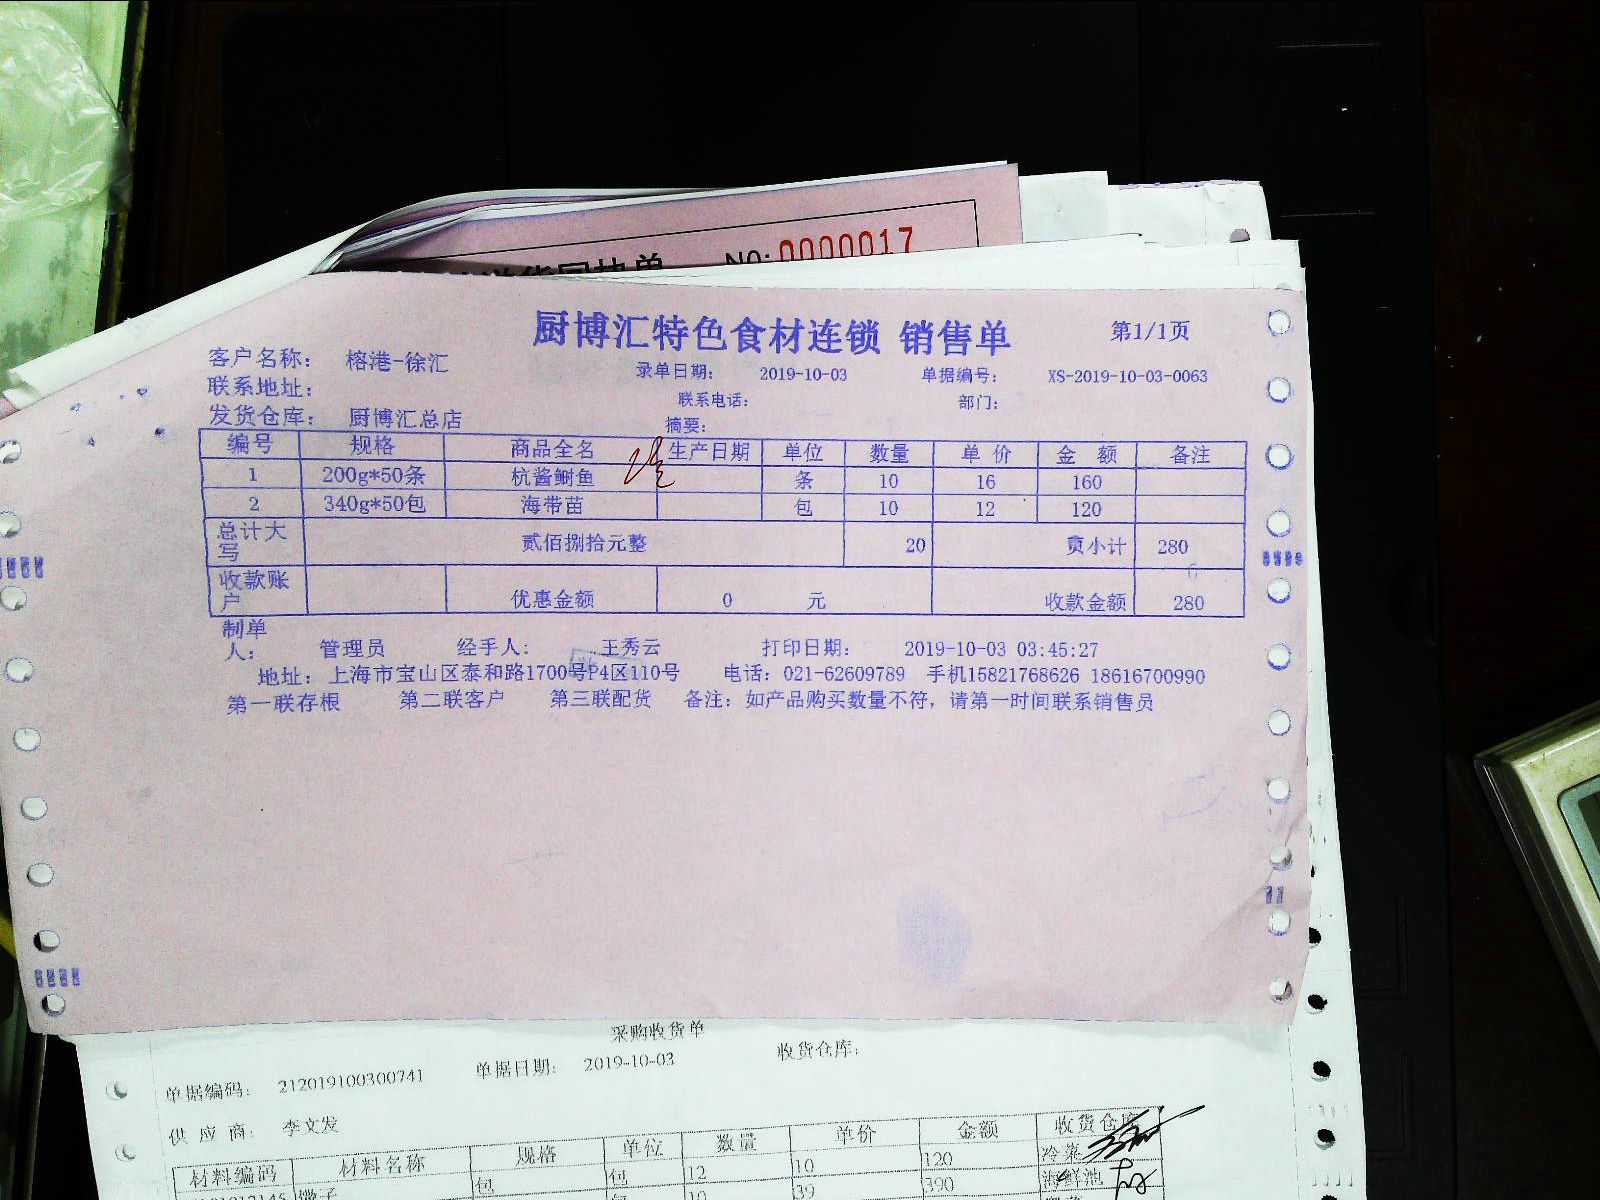 NO: 0000017
厨博汇特色食材连锁 销售单 第1/1页
客户名称： 榕港-徐汇 录单日期： 2019-10-03 单据编号： XS-2019-10-03-0063
联系地址： 联系电话： 部门：
发货仓库： 厨博汇总店 摘要：
编号 规格 商品全名 生产日期 单位 数量 单价 金额 备注
1 200g*50条 杭酱鲥鱼 条 10 16 160
2 340g*50包 海带苗 包 10 12 120
总计大写 贰佰捌拾元整 20 页小计 280
收款账户 优惠金额 0 元 收款金额 280
制单人： 管理员 经手人： 王秀云 打印日期： 2019-10-03 03:45:27
地址：上海市宝山区泰和路1700号P4区110号 电话：021-62609789 手机15821768626 18616700990
第一联存根 第二联客户 第三联配货 备注：如产品购买数量不符，请第一时间联系销售员
采购收货单
单据编码： 212019100300741 单据日期： 2019-10-03 收货仓库：
供 应 商： 李文发
材料编码 材料名称 规格 单位 数量 单价 金额 收货仓库
包 包 12 10 120 冷菜
10 39 390 海鲜池